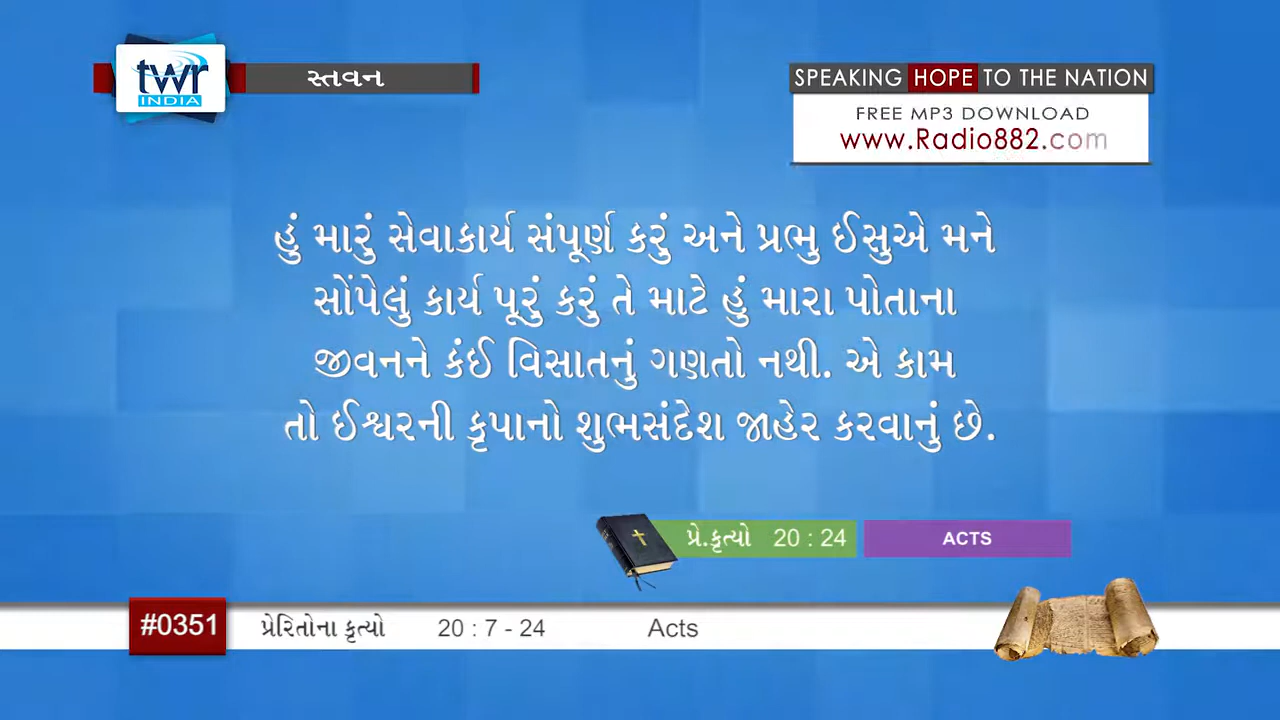 twr
INDIA
સ્તવન
SPEAKING HOPE TO THE NATION
FREE MP3 DOWNLOAD
www.Radio882.com
હું મારું સેવાકાર્ય સંપૂર્ણ કરું અને પ્રભુ ઈસુએ મને
સોંપેલું કાર્ય પૂરું કરું તે માટે હું મારા પોતાના
જીવનને કંઈ વિસાતનું ગણતો નથી. એ કામ
તો ઈશ્વરની કૃપાનો શુભસંદેશ જાહેર કરવાનું છે.
પ્રે.કૃત્યો 20 : 24 ACTS
#0351 પ્રેરિતોના કૃત્યો 20 : 7 - 24 Acts